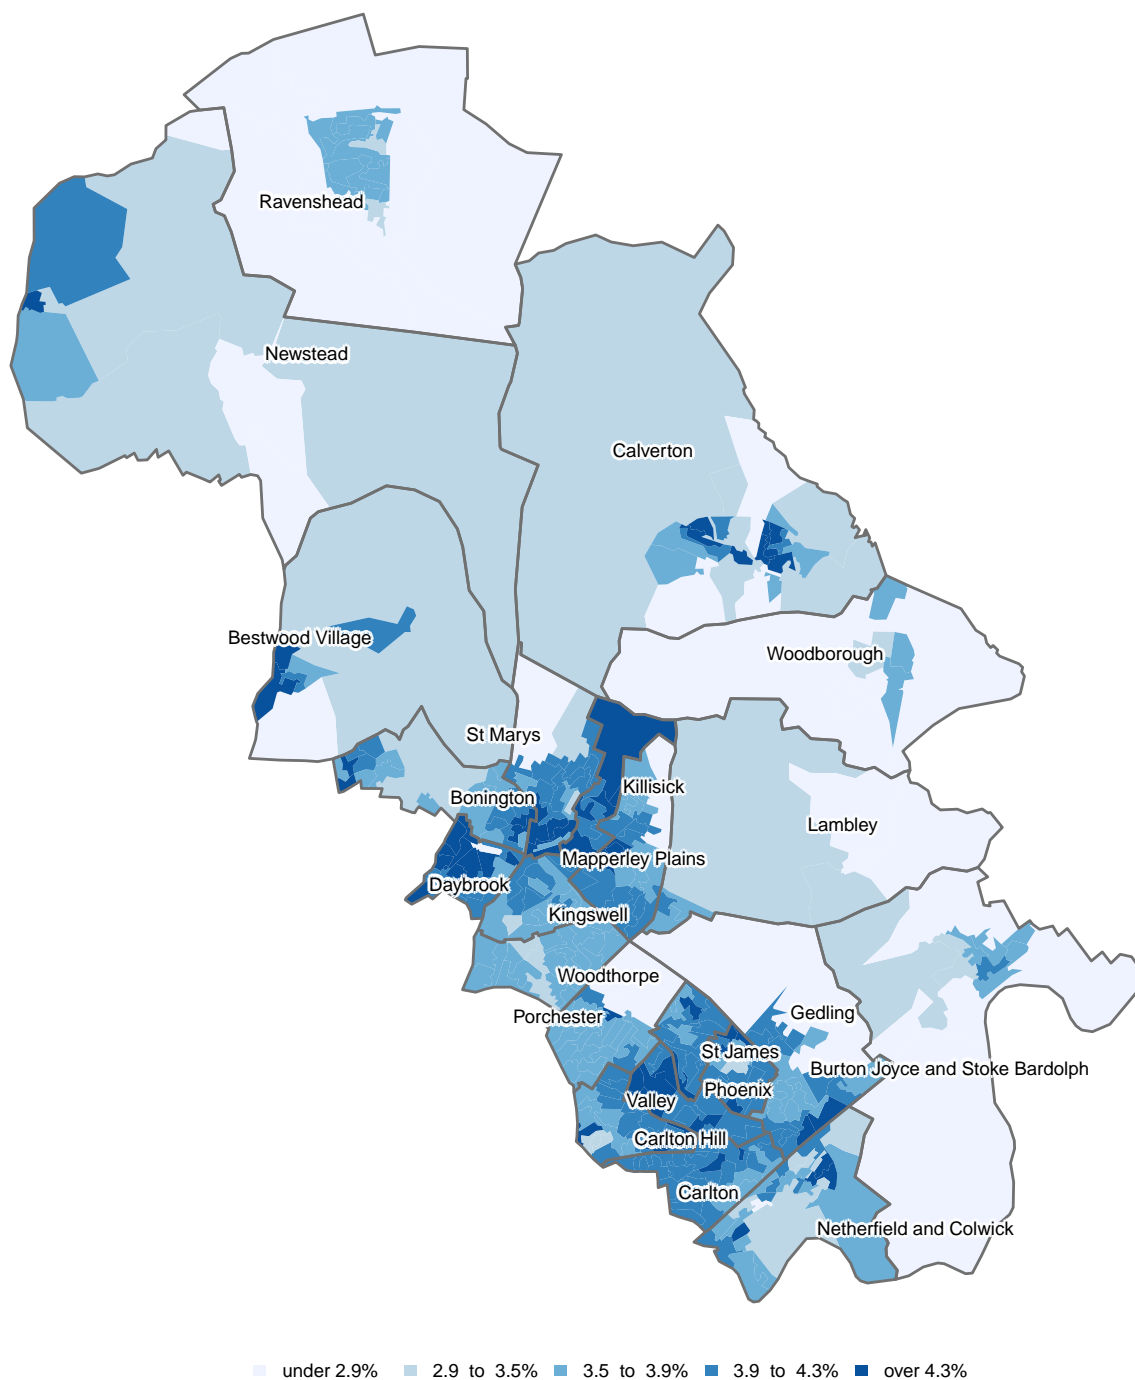 Ravenshead
Newstead
Calverton
Bestwood Village
Woodborough
St Marys
Killisick
Bonington
Lambley
Mapperley Plains
Daybrook
Kingswell
Woodthorpe
Porchester
Gedling
St James
Burton Joyce and Stoke Bardolph
Phoenix
Valley
Carlton Hill
Carlton
Netherfield and Colwick
under 2.9% 2.9 to 3.5% 3.5 to 3.9% 3.9 to 4.3% over 4.3%